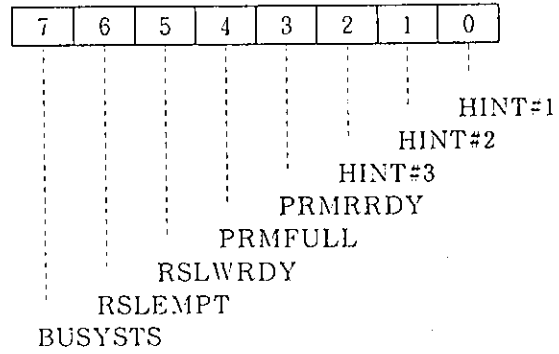 7 6 5 4 3 2 1 0
HINT#1
HINT#2
HINT#3
PRMRRDY
PRMFULL
RSLWRDY
RSLEMPT
BUSYSTS